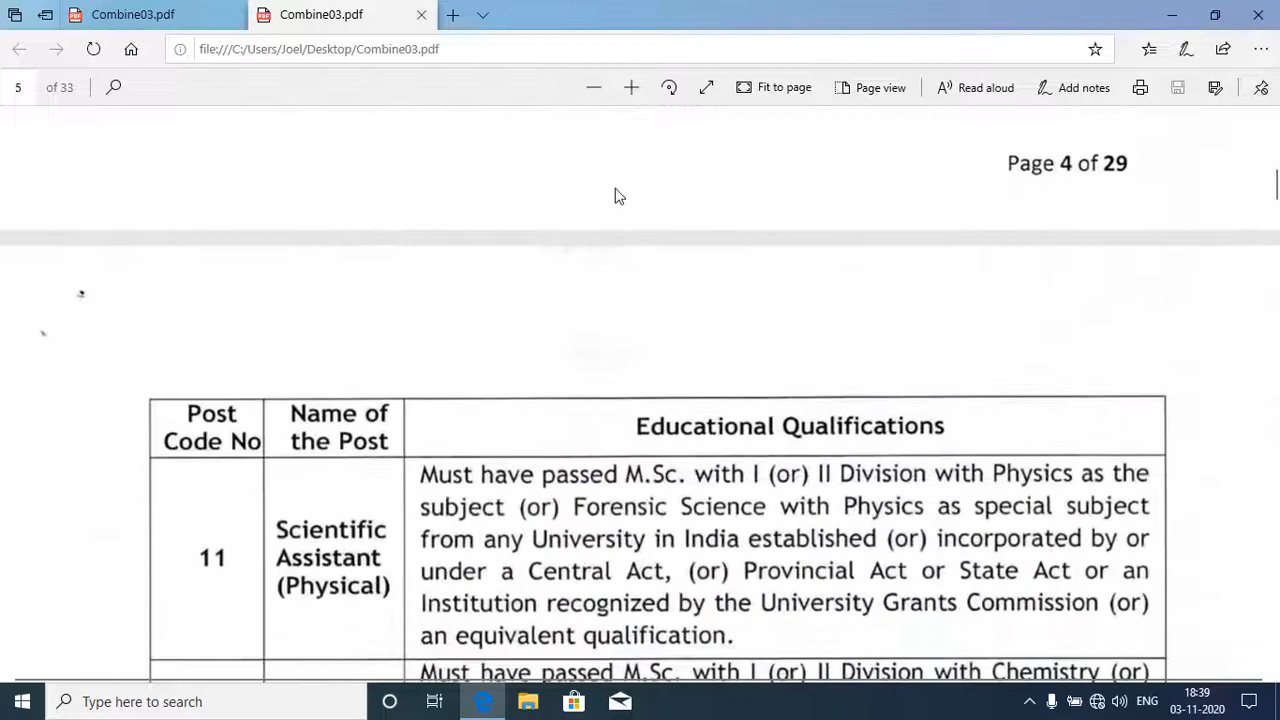 Combine03.pdf
Combine03.pdf
file:///C:/Users/Joel/Desktop/Combine03.pdf
5 of 33
Fit to page
Page view
Read aloud
Add notes
Page 4 of 29
Post Code No
Name of the Post
Educational Qualifications
11
Scientific
Assistant
(Physical)
Must have passed M.Sc. with I (or) II Division with Physics as the
subject (or) Forensic Science with Physics as special subject
from any University in India established (or) incorporated by or
under a Central Act, (or) Provincial Act or State Act or an
Institution recognized by the University Grants Commission (or)
an equivalent qualification.
Must have passed M.Sc. with I (or) II Division with Chemistry (or)
Type here to search
ENG
18:39
03-11-2020